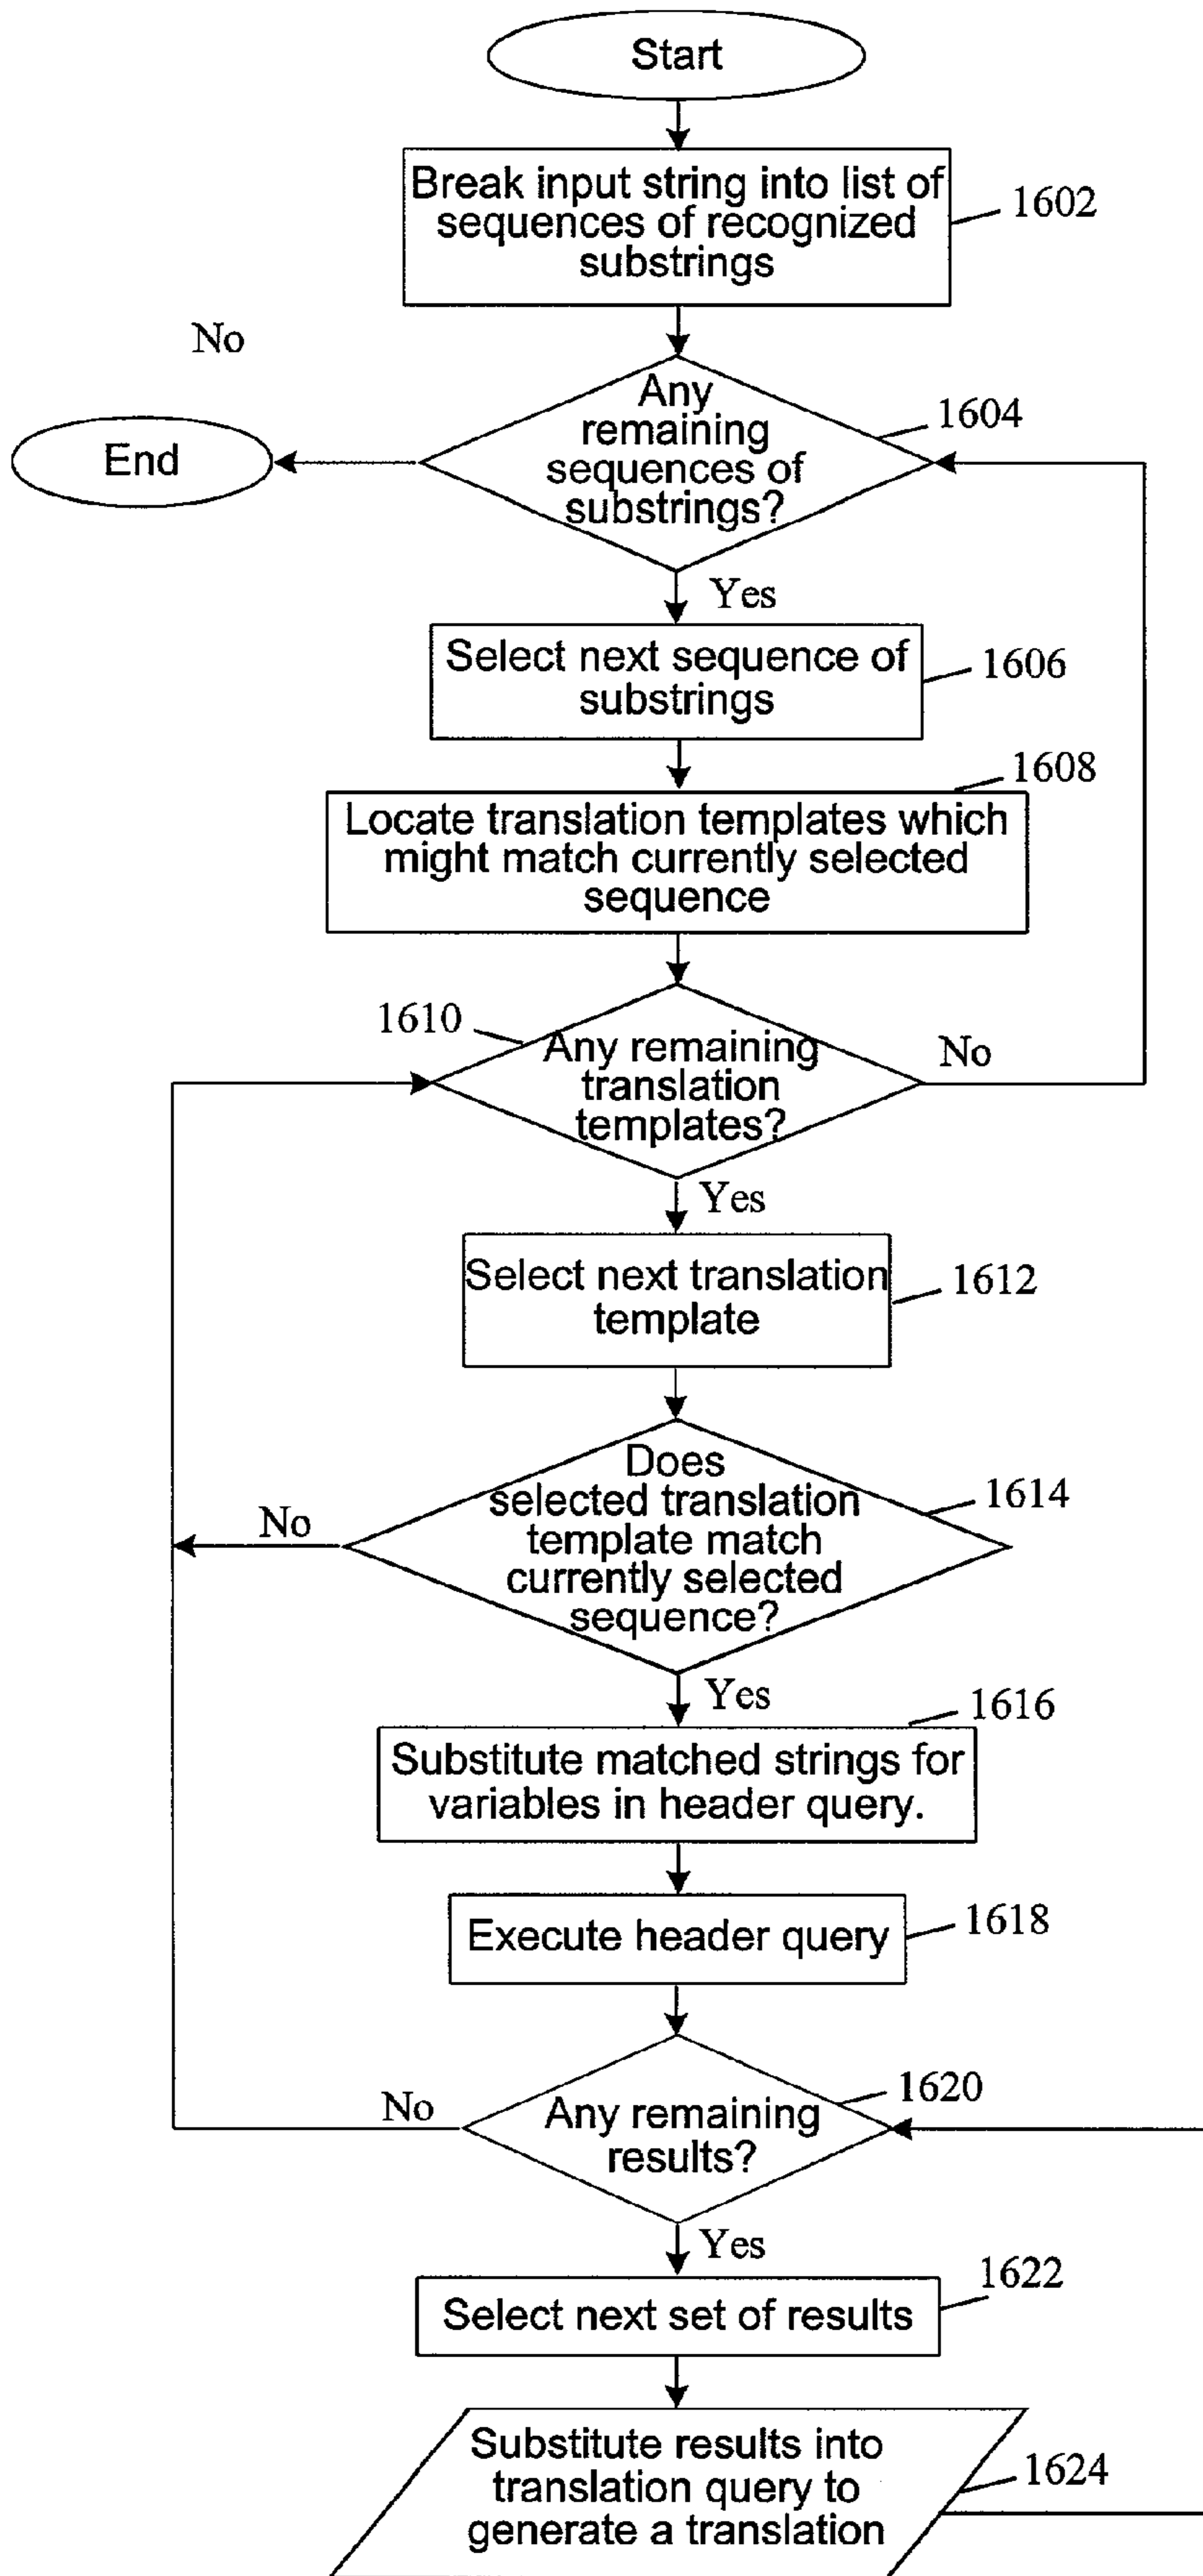 Start
Break input string into list of
sequences of recognized
substrings
1602
No
Any
remaining
sequences of
substrings?
1604
End
Yes
Select next sequence of
substrings
1606
1608
Locate translation templates which
might match currently selected
sequence
1610
Any remaining
translation
templates?
No
Yes
Select next translation
template
1612
Does
selected translation
template match
currently selected
sequence?
1614
No
Yes
1616
Substitute matched strings for
variables in header query.
Execute header query
1618
1620
No
Any remaining
results?
Yes
1622
Select next set of results
Substitute results into
translation query to
generate a translation
1624